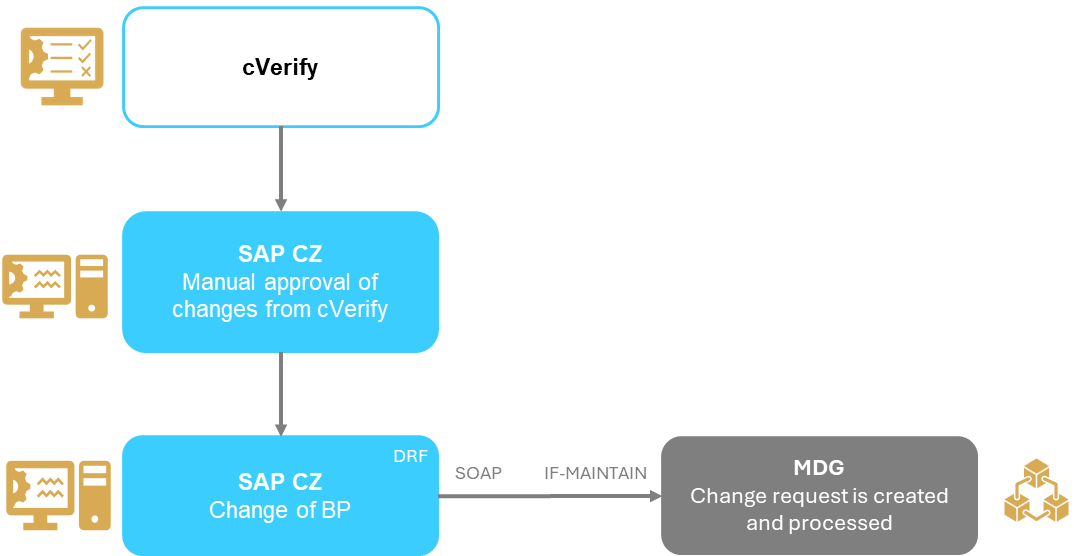 cVerify
SAP CZ
Manual approval of
changes from cVerify
DRF
SAP CZ
Change of BP
SOAP
IF-MAINTAIN
MDG
Change request is created
and processed